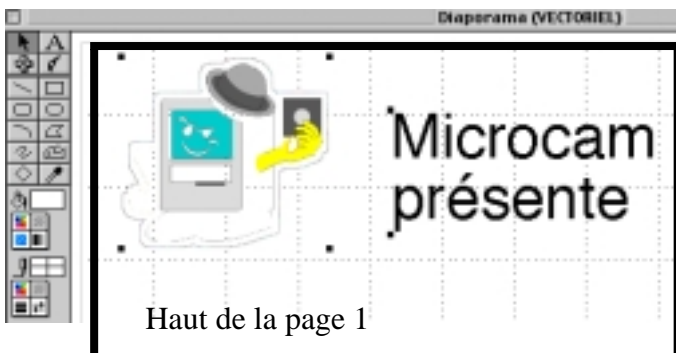 Diaporama (VECTORIEL)
A
Microcam
présente
Haut de la page 1